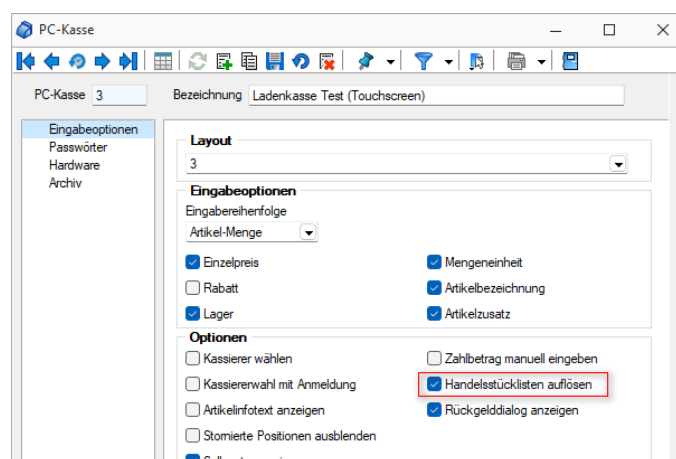 PC-Kasse
PC-Kasse 3 Bezeichnung Ladenkasse Test (Touchscreen)
Eingabeoptionen
Passwörter
Hardware
Archiv
Layout
3
Eingabeoptionen
Eingabereihenfolge
Artikel-Menge
Einzelpreis Mengeneinheit
Rabatt Artikelbezeichnung
Lager Artikelzusatz
Optionen
Kassierer wählen Zahlbetrag manuell eingeben
Kassiererwahl mit Anmeldung Handelsstücklisten auflösen
Artikelinfotext anzeigen Rückgelddialog anzeigen
Stornierte Positionen ausblenden